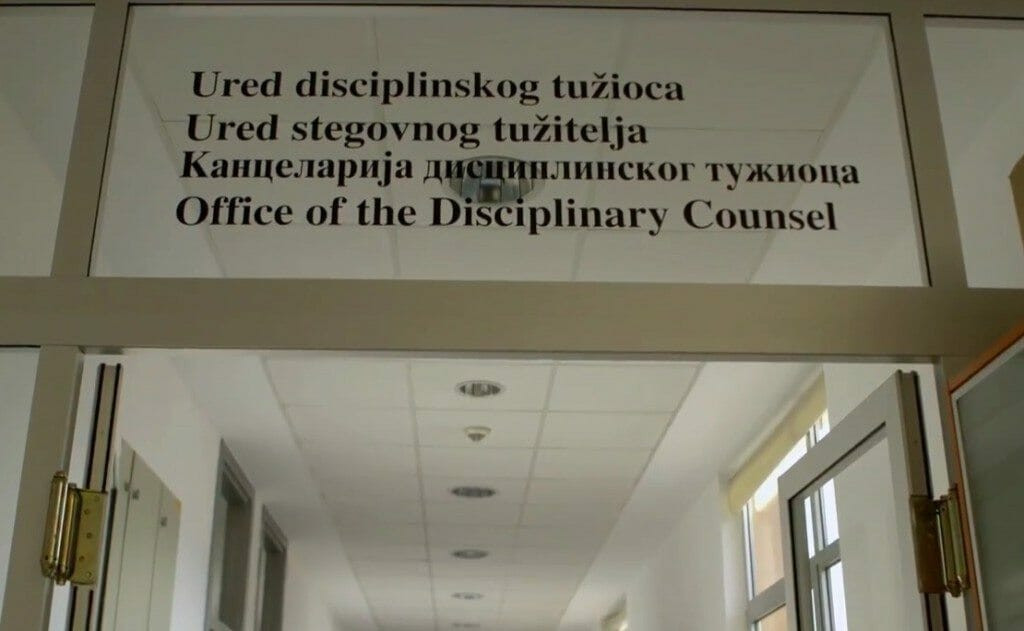 Ured disciplinskog tužioca
Ured stegovnog tužitelja
Канцеларија дисциплинског тужиоца
Office of the Disciplinary Counsel